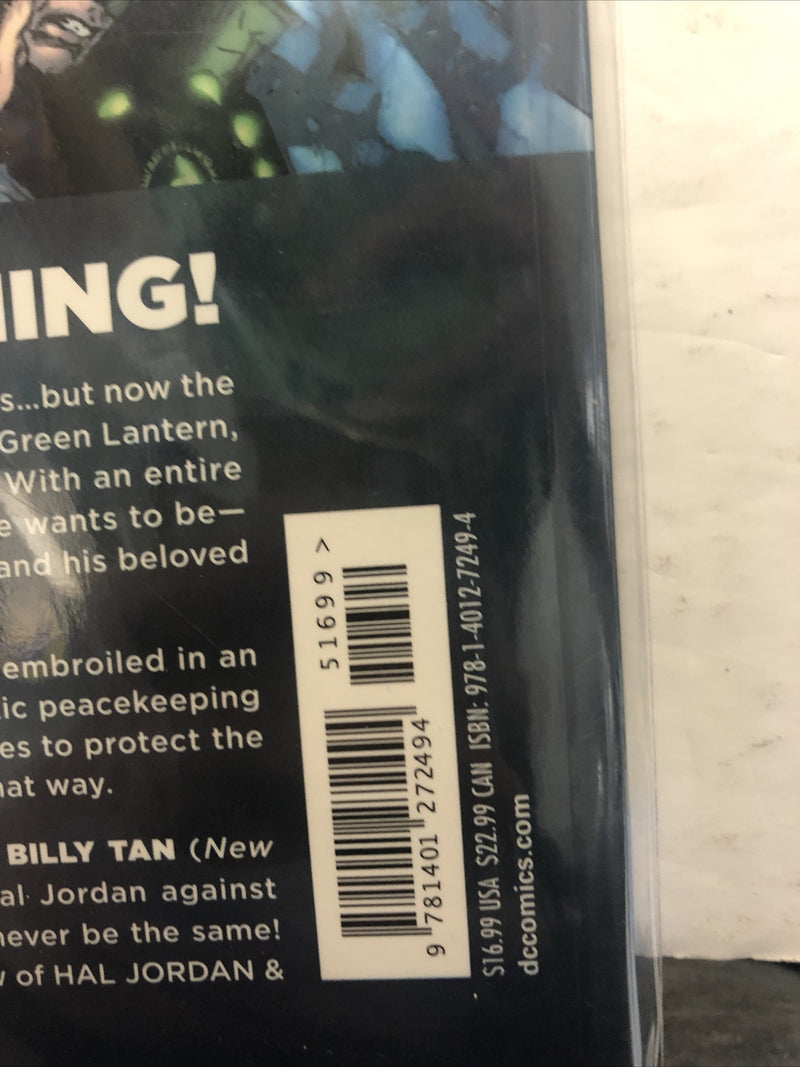 ING!
s...but now the
Green Lantern,
With an entire
e wants to be—
and his beloved
embroiled in an
ic peacekeeping
es to protect the
hat way.
BILLY TAN (New
al Jordan against
never be the same!
of HAL JORDAN &
51699 >
9 781401 272494
$16.99 USA $22.99 CAN ISBN: 978-1-4012-7249-4
dccomics.com